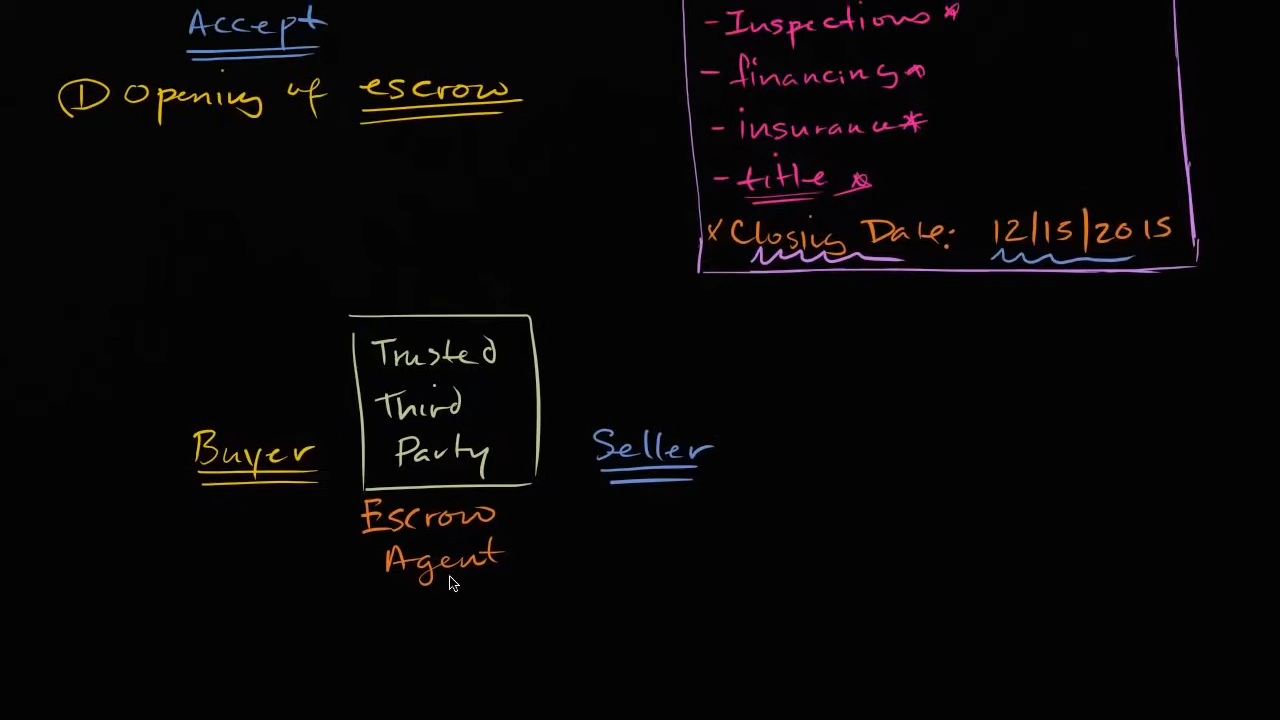 Accept
① Opening of escrow
- Inspections *
- financing *
- insurance *
- title *
x Closing Date: 12/15/2015
Trusted
Third
Party
Buyer
Seller
Escrow
Agent